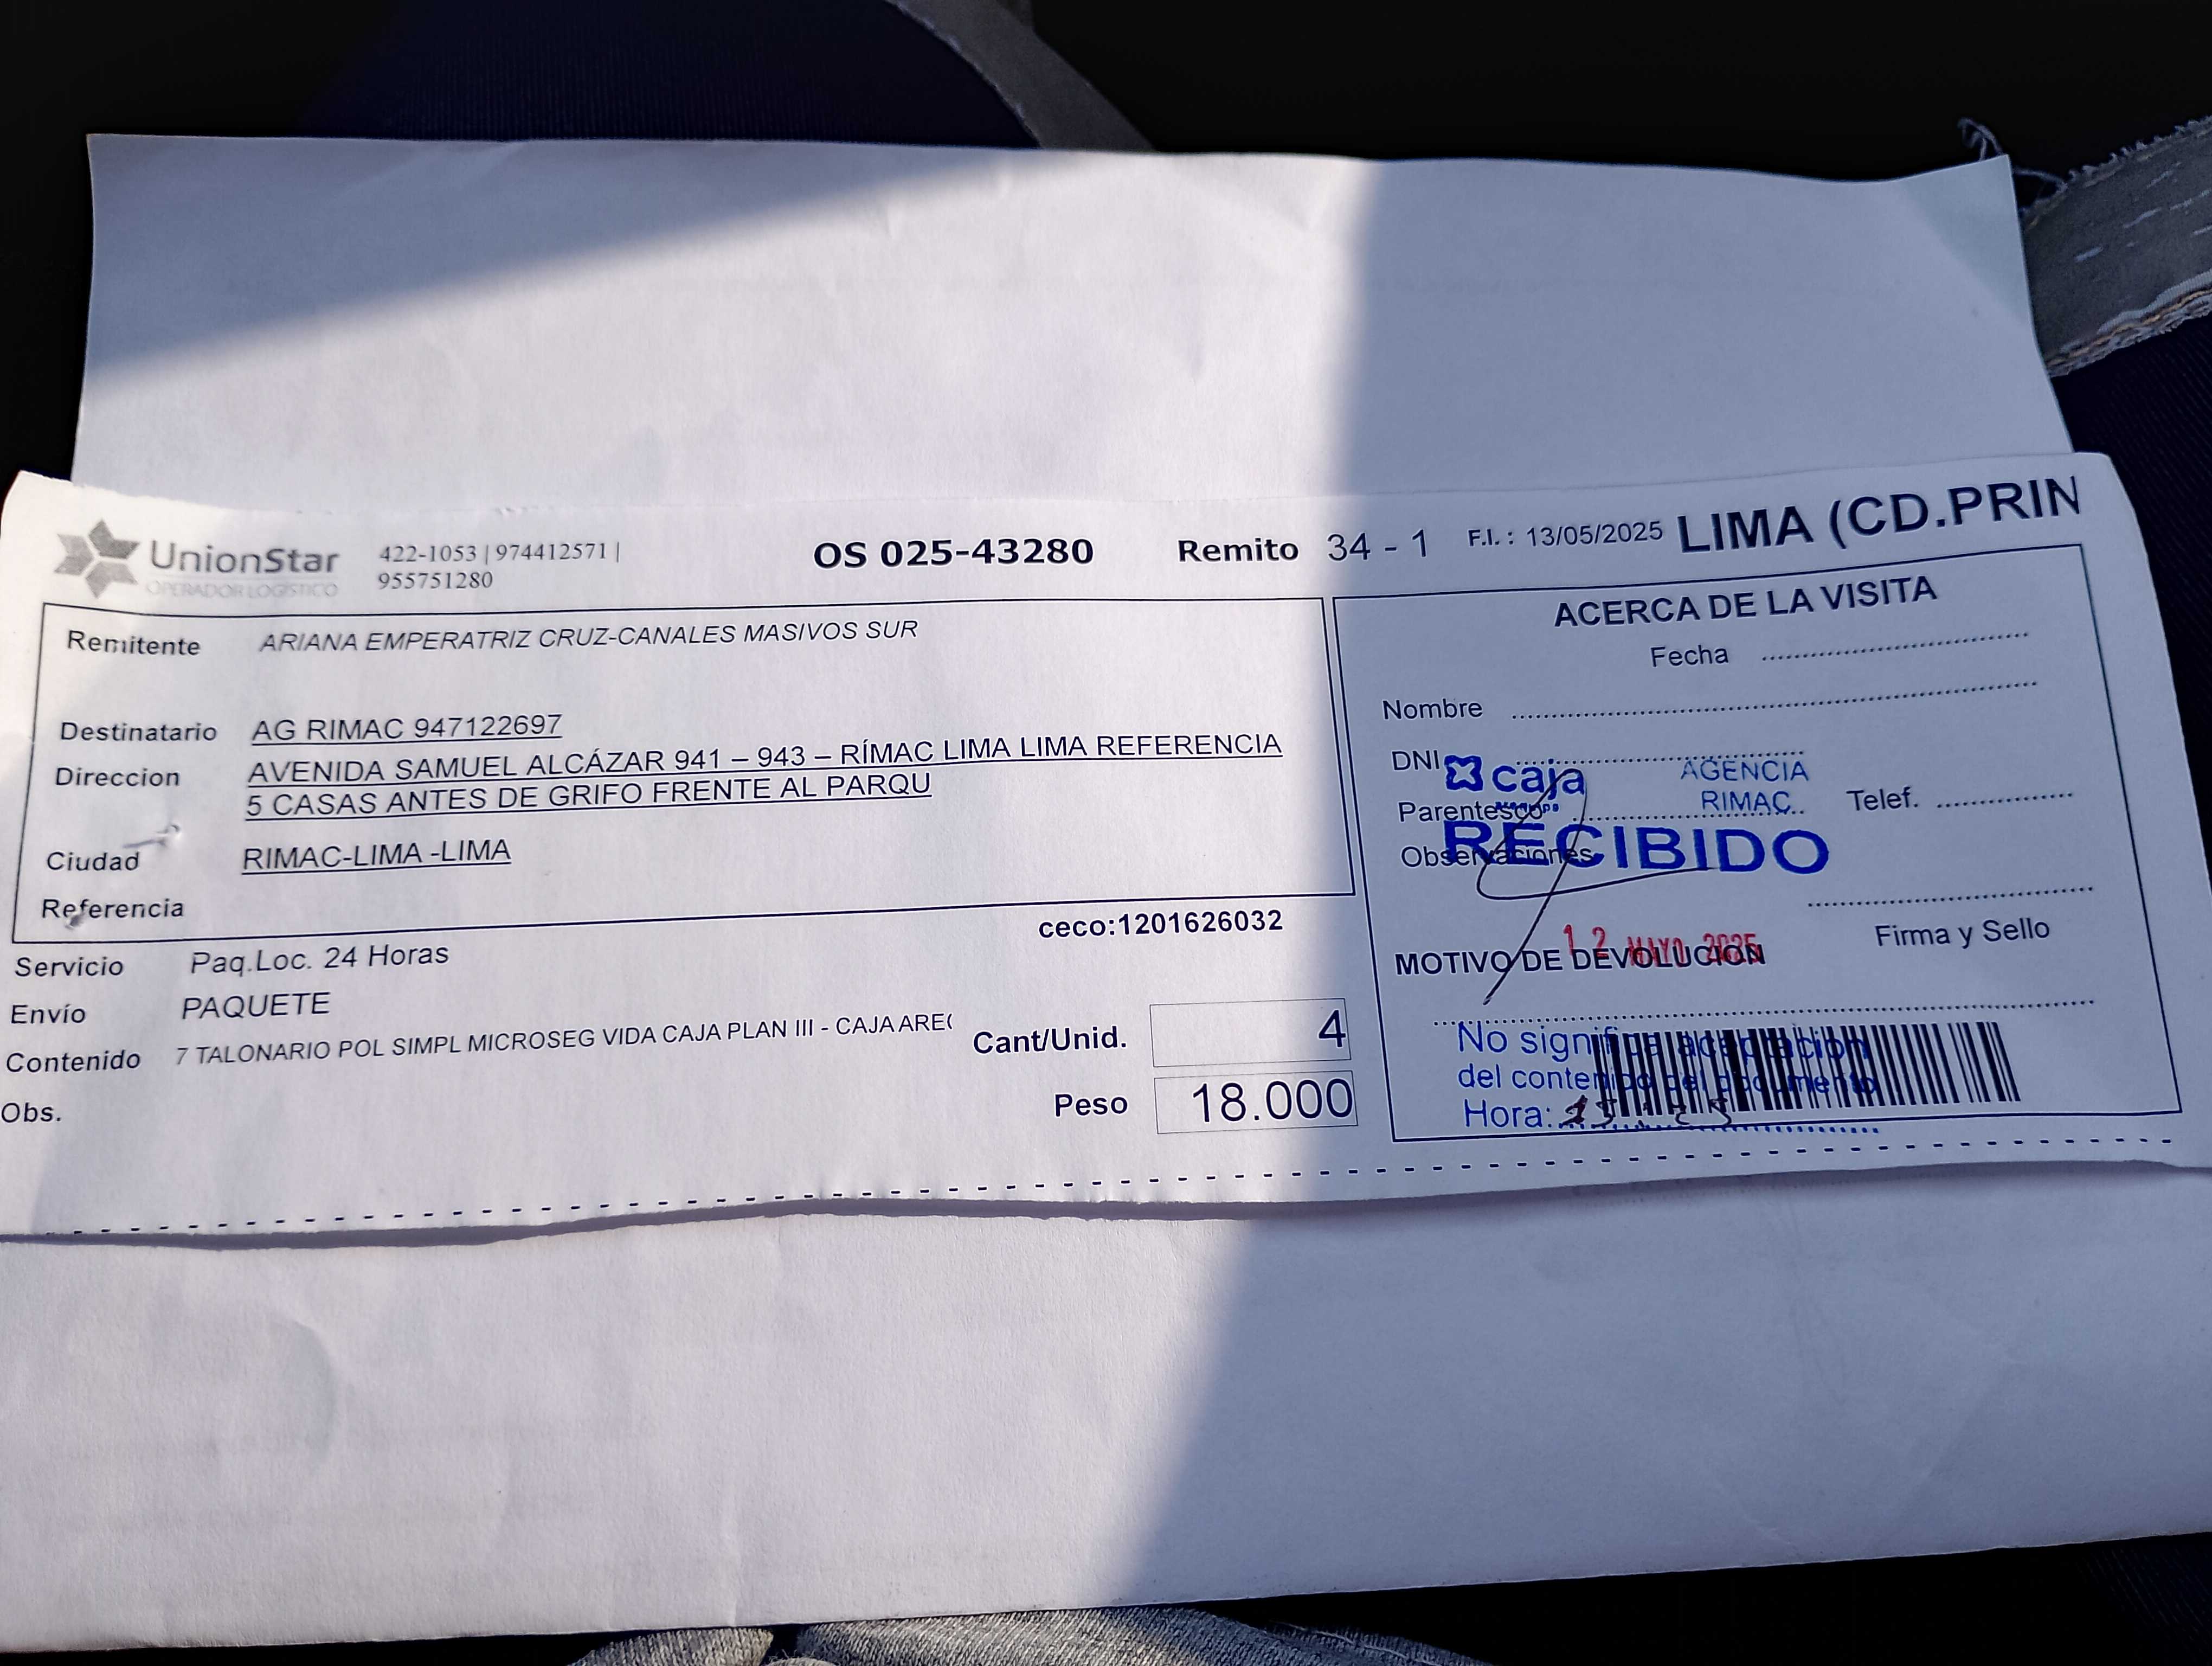 UnionStar
OPERADOR LOGISTICO
422-1053 | 974412571 |
955751280
OS 025-43280
Remito 34 - 1
F.I. : 13/05/2025
LIMA (CD.PRIN
Remitente ARIANA EMPERATRIZ CRUZ-CANALES MASIVOS SUR
Destinatario AG RIMAC 947122697
Direccion AVENIDA SAMUEL ALCÁZAR 941 – 943 – RÍMAC LIMA LIMA REFERENCIA
5 CASAS ANTES DE GRIFO FRENTE AL PARQU
Ciudad RIMAC-LIMA -LIMA
Referencia
ceco:1201626032
Servicio Paq.Loc. 24 Horas
Envío PAQUETE
Contenido 7 TALONARIO POL SIMPL MICROSEG VIDA CAJA PLAN III - CAJA ARE
Cant/Unid. 4
Obs.
Peso 18.000
ACERCA DE LA VISITA
Fecha
Nombre
DNI
caja
AGENCIA
RIMAC
Parentesco
Telef.
Observaciones
RECIBIDO
Firma y Sello
12 MAYO 2025
MOTIVO DE DEVOLUCION
No significa aceptacion
del contenido del documento
Hora: